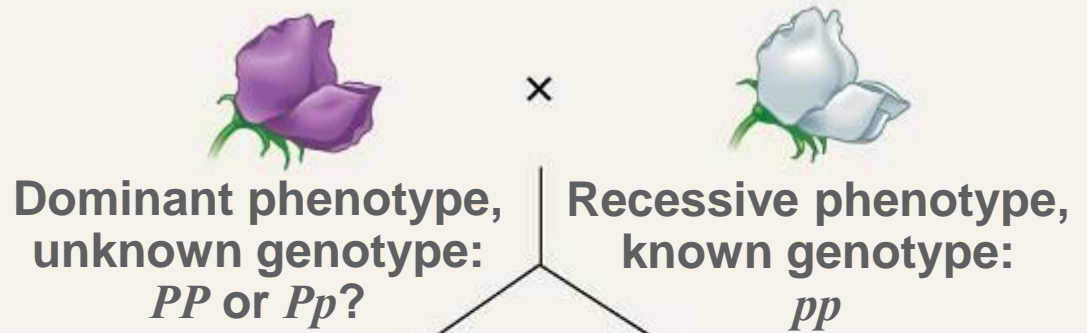 ×
Dominant phenotype,
unknown genotype:
PP or Pp?
Recessive phenotype,
known genotype:
pp